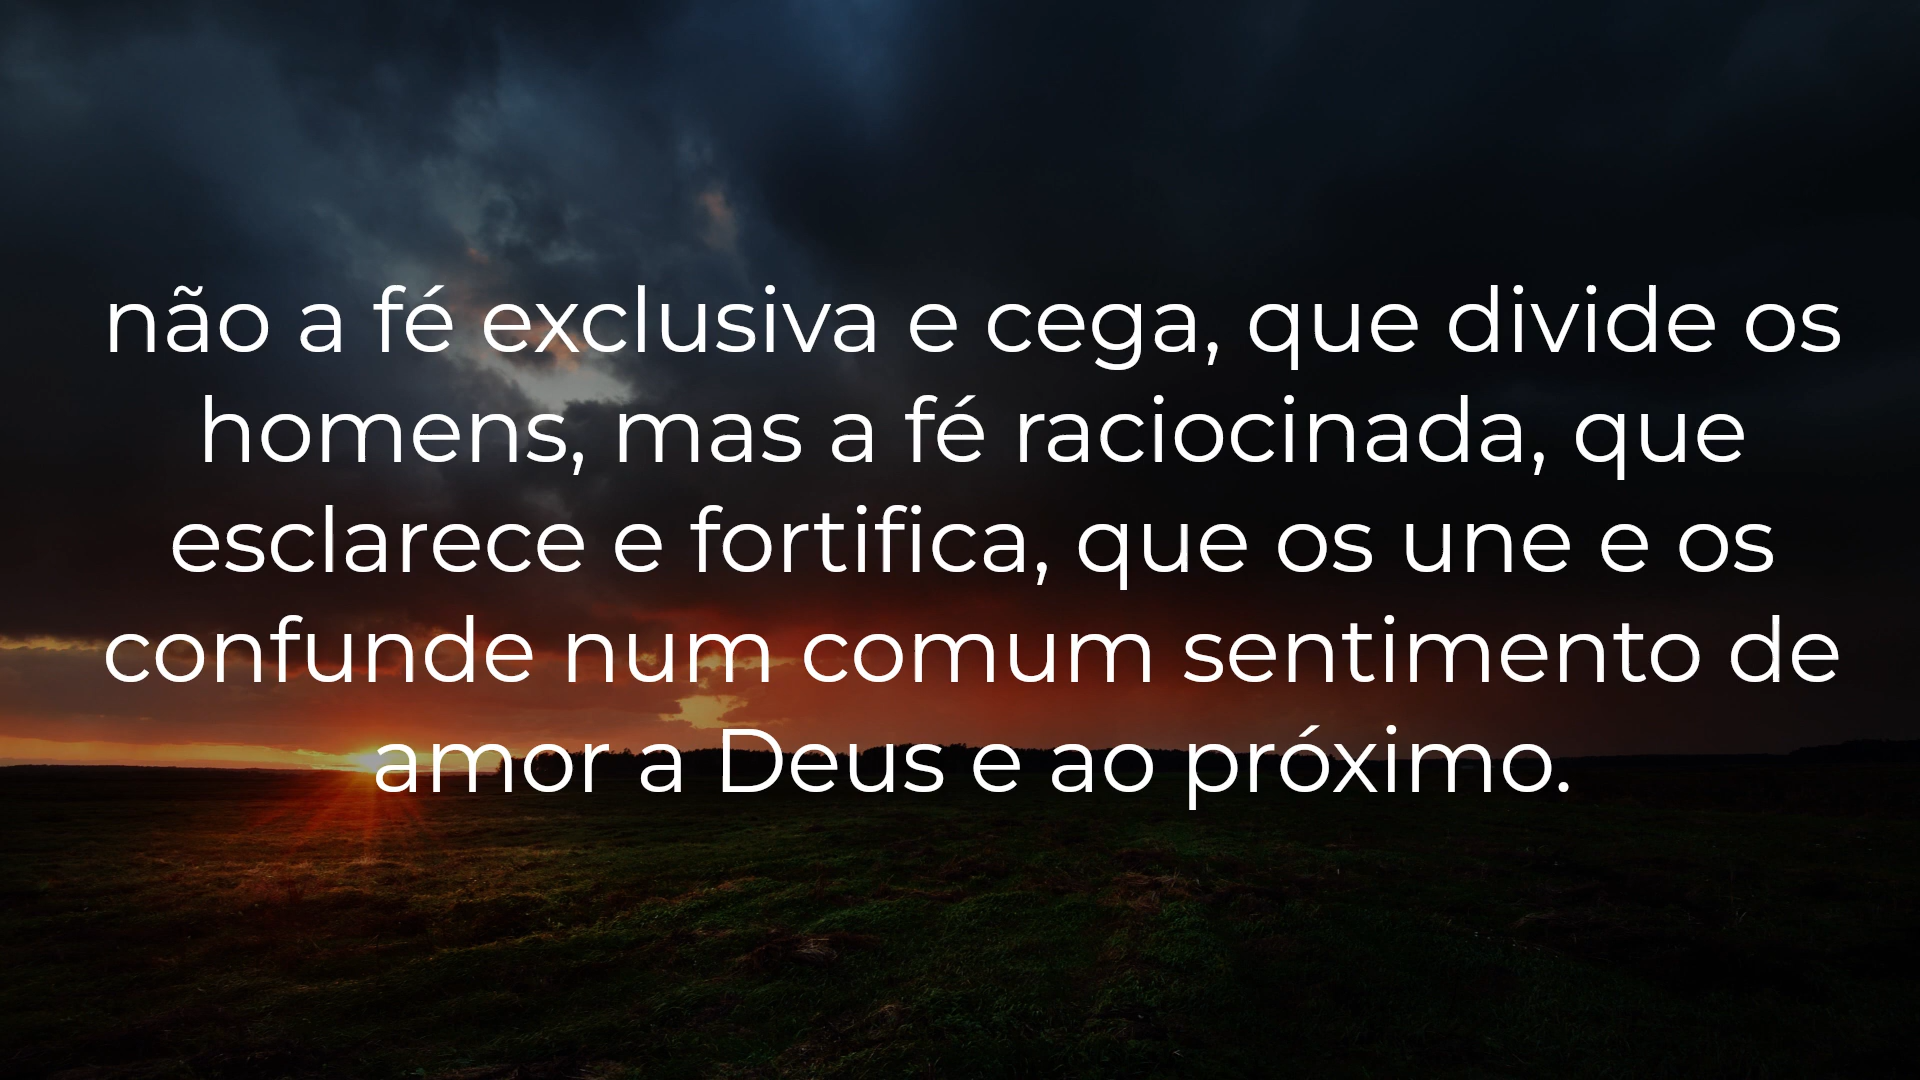 não a fé exclusiva e cega, que divide os
homens, mas a fé raciocinada, que
esclarece e fortifica, que os une e os
confunde num comum sentimento de
amor a Deus e ao próximo.